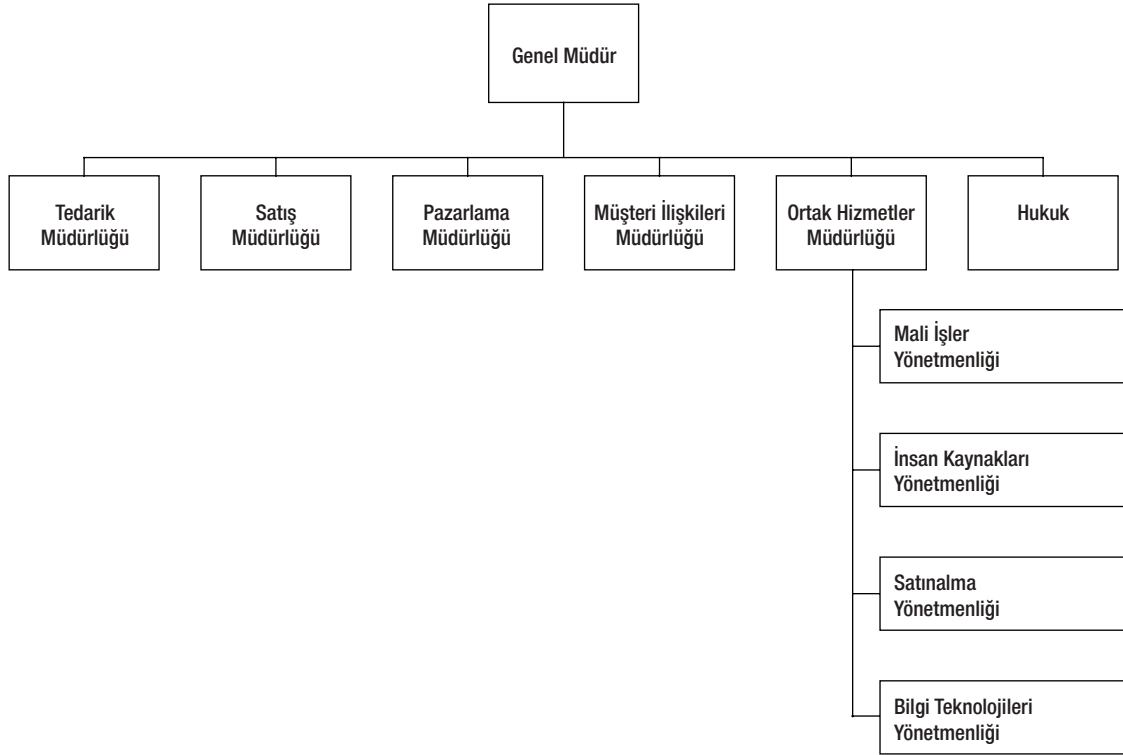 Genel Müdür
Tedarik
Müdürlüğü
Satış
Müdürlüğü
Pazarlama
Müdürlüğü
Müşteri İlişkileri
Müdürlüğü
Ortak Hizmetler
Müdürlüğü
Hukuk
Mali İşler
Yönetmenliği
İnsan Kaynakları
Yönetmenliği
Satınalma
Yönetmenliği
Bilgi Teknolojileri
Yönetmenliği